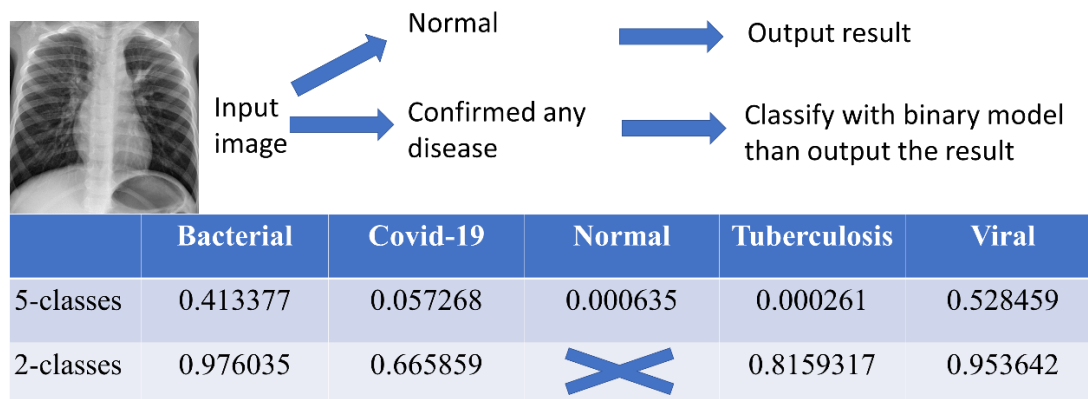 Normal
Output result
Input
image
Confirmed any
disease
Classify with binary model
than output the result
Bacterial Covid-19 Normal Tuberculosis Viral
5-classes 0.413377 0.057268 0.000635 0.000261 0.528459
2-classes 0.976035 0.665859 0.8159317 0.953642